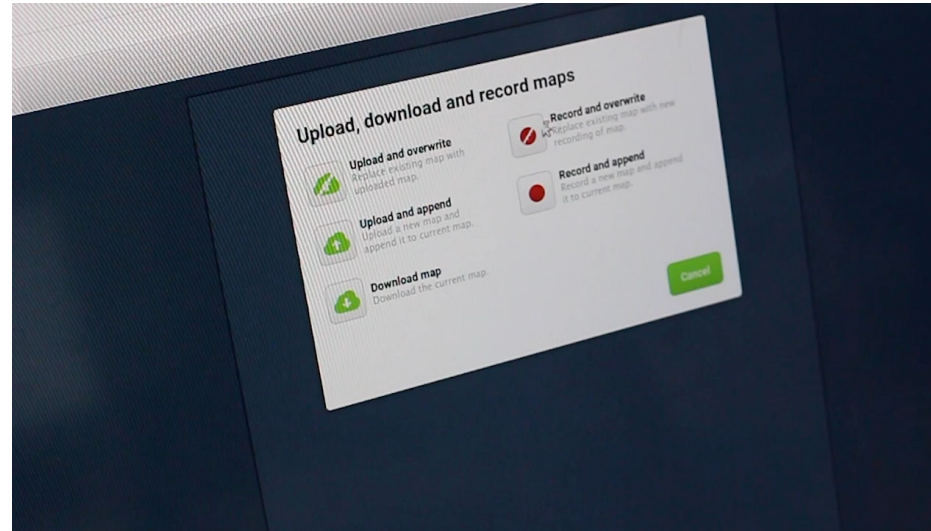 Upload, download and record maps
Upload and overwrite
Replace existing map with
uploaded map.
Upload and append
Upload a new map and
append it to current map.
Download map
Download the current map.
Record and overwrite
Replace existing map with new
recording of map.
Record and append
Record a new map and append
it to current map.
Cancel